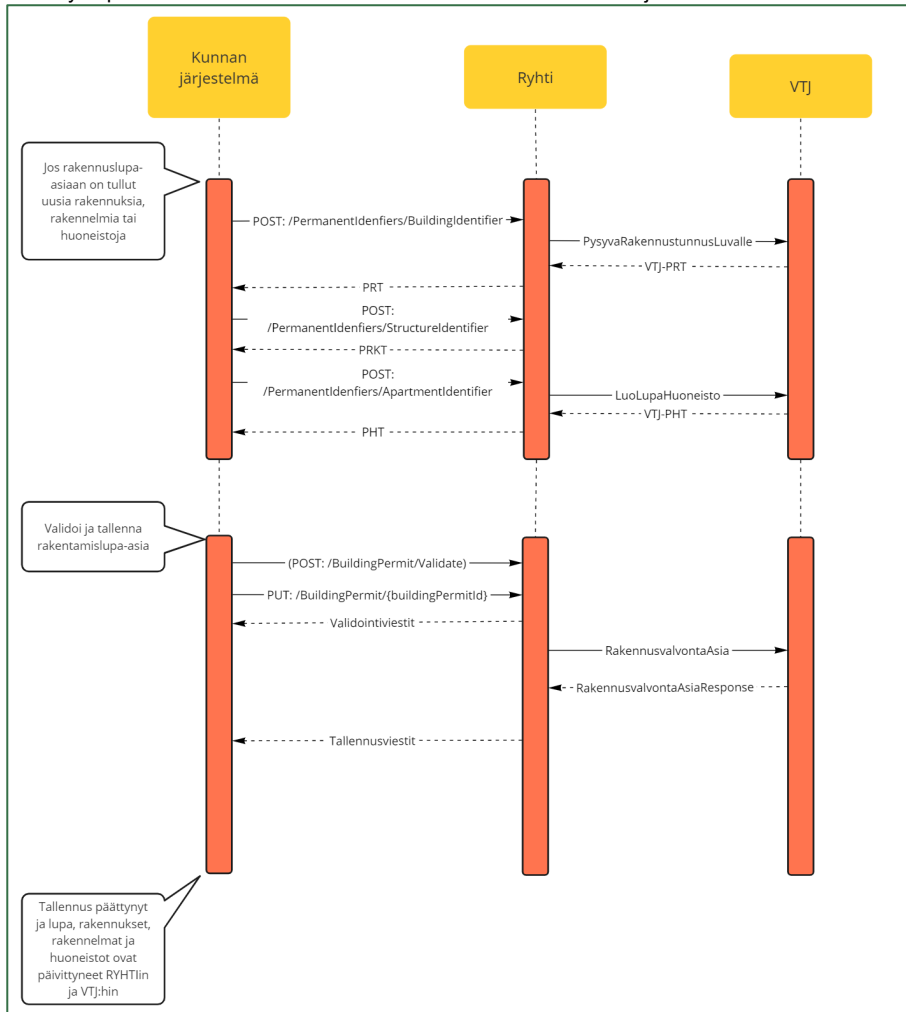 Kunnan
järjestelmä
Ryhti
VTJ
Jos rakennuslupa-
asiaan on tullut
uusia rakennuksia,
rakennelmia tai
huoneistoja
POST: /PermanentIdenfiers/BuildingIdentifier
PysyvaRakennustunnusLuvalle
VTJ-PRT
PRT
POST:
/PermanentIdenfiers/StructureIdentifier
PRKT
POST:
/PermanentIdenfiers/ApartmentIdentifier
LuoLupaHuoneisto
VTJ-PHT
PHT
Validoi ja tallenna
rakentamislupa-asia
(POST: /BuildingPermit/Validate)
PUT: /BuildingPermit/{buildingPermitId}
Validointiviestit
RakennusvalvontaAsia
RakennusvalvontaAsiaResponse
Tallennusviestit
Tallennus päättynyt
ja lupa, rakennukset,
rakennelmat ja
huoneistot ovat
päivittyneet RYHTIin
ja VTJ:hin